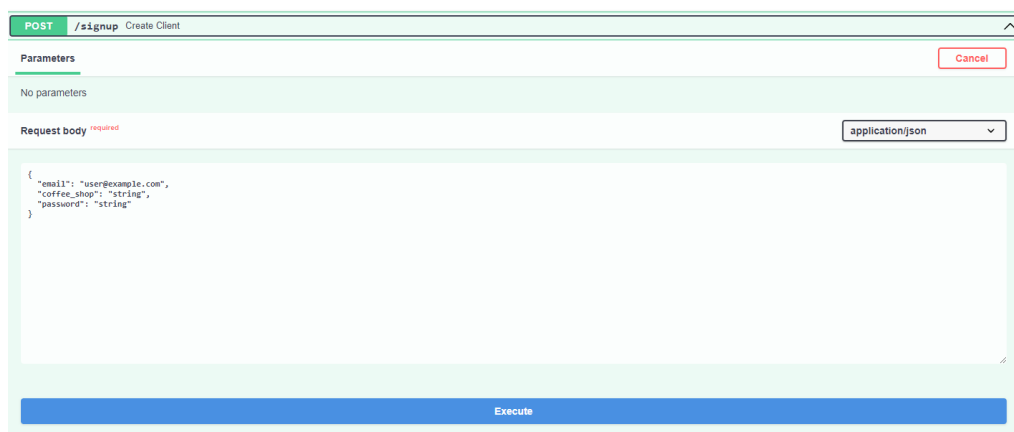 POST /signup Create Client
Parameters Cancel
No parameters
Request body required application/json
{
  "email": "user@example.com",
  "coffee_shop": "string",
  "password": "string"
}
Execute